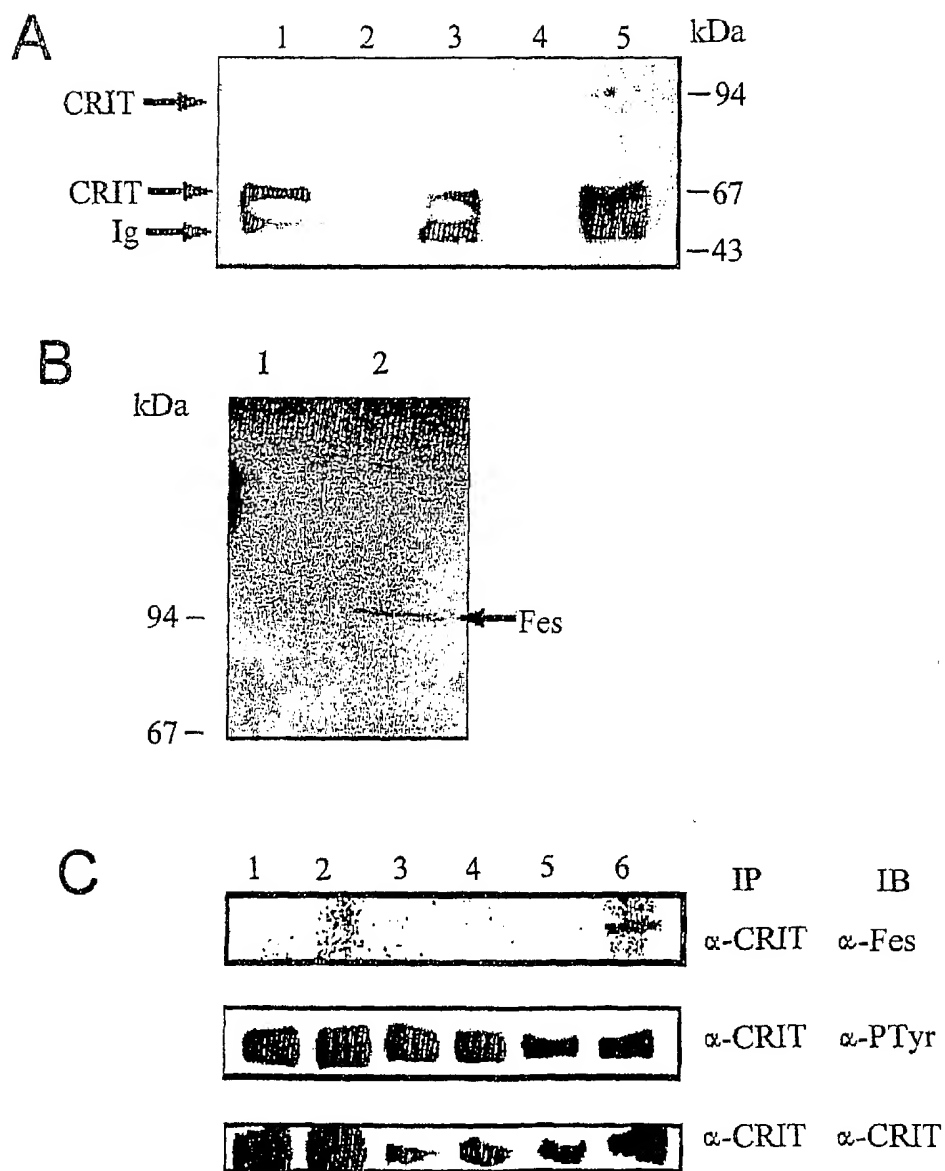 A
1 2 3 4 5 kDa
CRIT
94
CRIT
67
Ig
43
B
1 2
kDa
94
Fes
67
C
1 2 3 4 5 6 IP IB
α-CRIT α-Fes
α-CRIT α-PTyr
α-CRIT α-CRIT